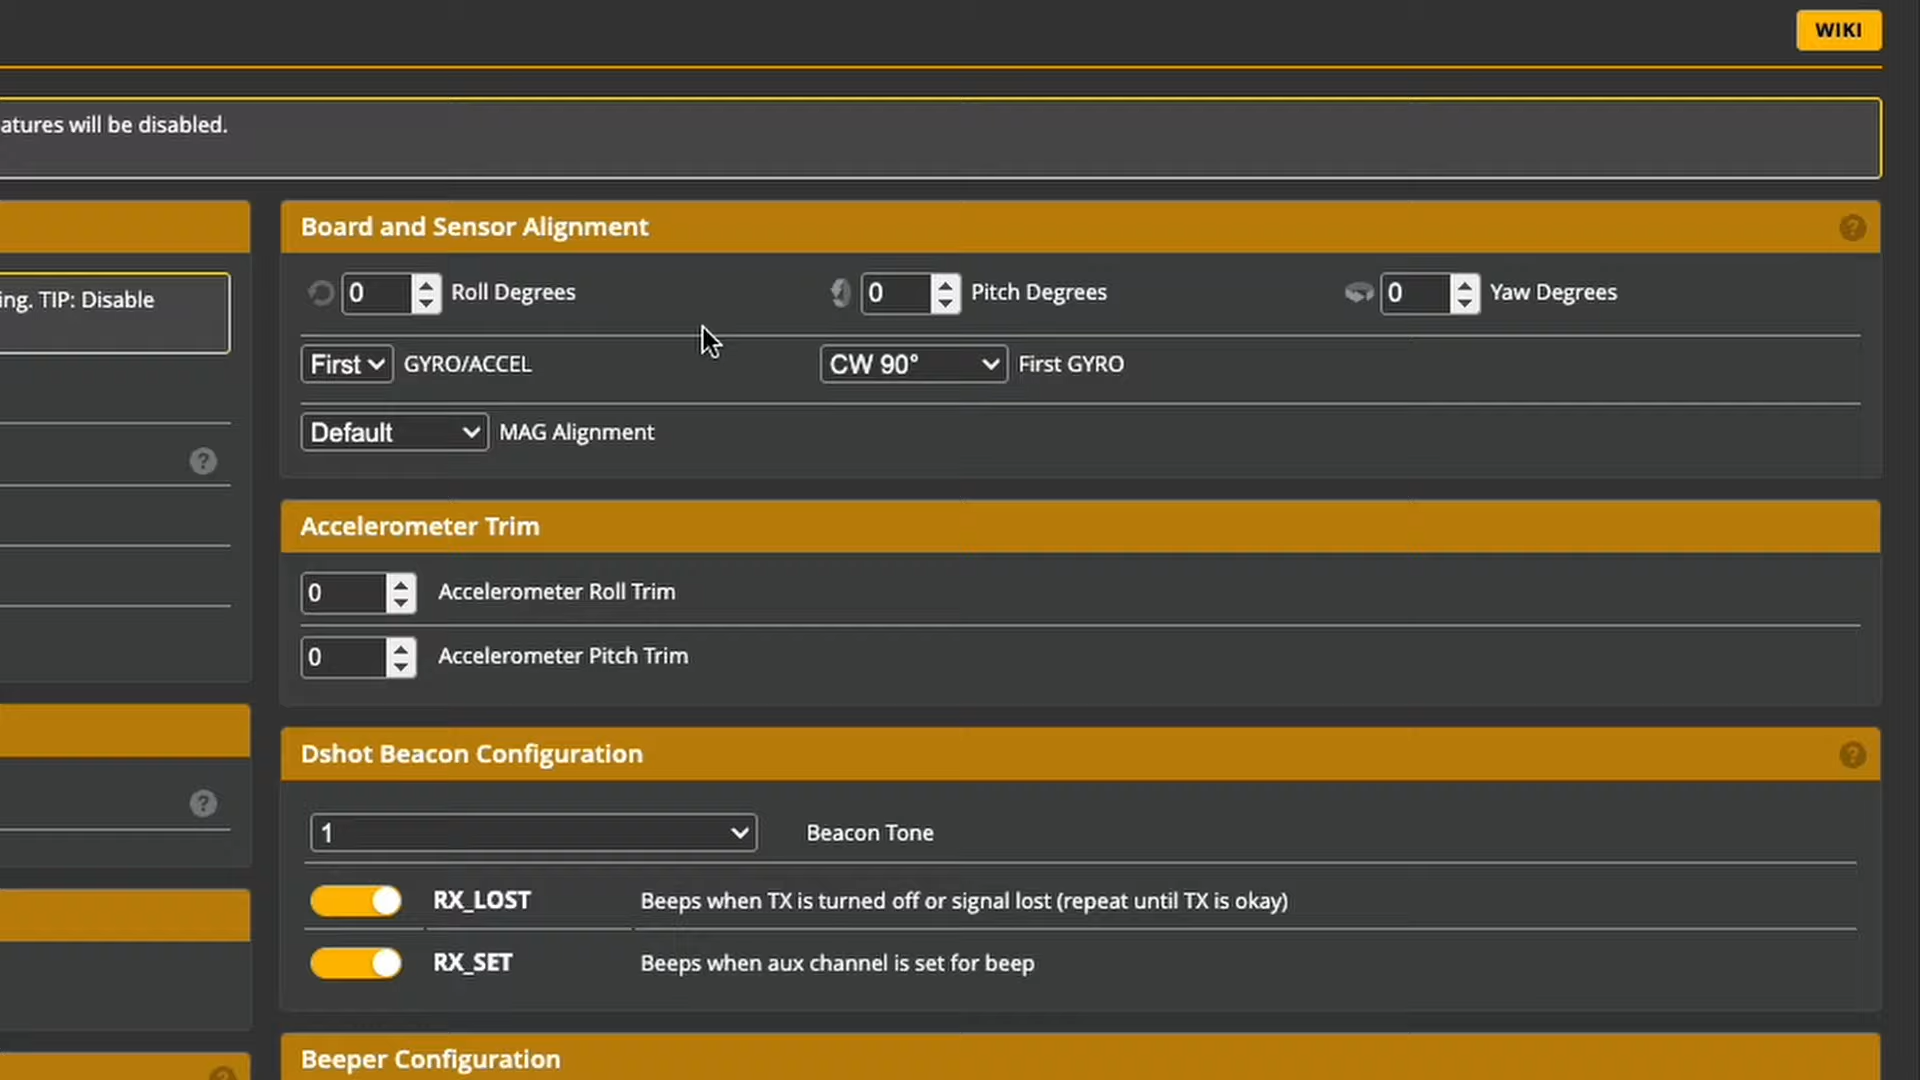 WIKI
atures will be disabled.
ing. TIP: Disable
Board and Sensor Alignment ?
0 Roll Degrees 0 Pitch Degrees 0 Yaw Degrees
First GYRO/ACCEL CW 90° First GYRO
Default MAG Alignment
?
Accelerometer Trim
0 Accelerometer Roll Trim
0 Accelerometer Pitch Trim
Dshot Beacon Configuration ?
?
1 Beacon Tone
RX_LOST Beeps when TX is turned off or signal lost (repeat until TX is okay)
RX_SET Beeps when aux channel is set for beep
Beeper Configuration
?